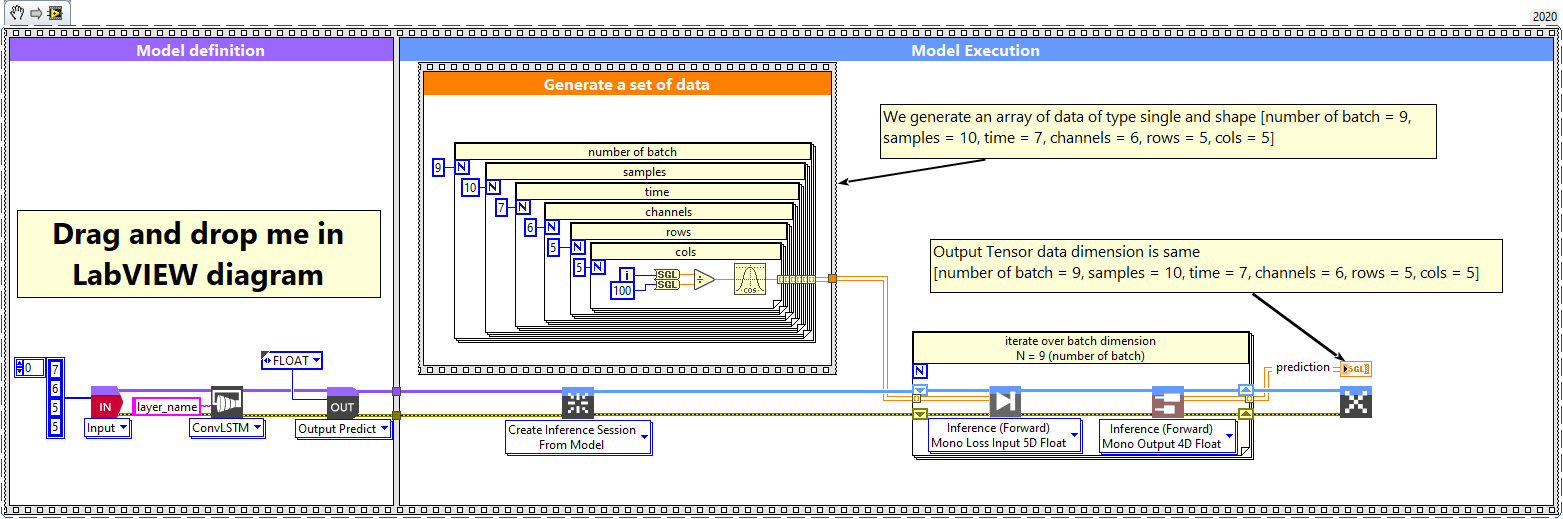 2020
Model definition
Model Execution
Generate a set of data
We generate an array of data of type single and shape [number of batch = 9,
samples = 10, time = 7, channels = 6, rows = 5, cols = 5]
number of batch
9
N
samples
10
N
time
7
N
channels
6
N
rows
5
N
cols
5
N
i
SGL
SGL
100
÷
COS
Drag and drop me in
LabVIEW diagram
Output Tensor data dimension is same
[number of batch = 9, samples = 10, time = 7, channels = 6, rows = 5, cols = 5]
iterate over batch dimension
N = 9 (number of batch)
N
FLOAT
0
7
6
5
5
IN
layer_name
OUT
prediction
SGL
Input
ConvLSTM
Output Predict
Create Inference Session
From Model
Inference (Forward)
Mono Loss Input 5D Float
Inference (Forward)
Mono Output 4D Float